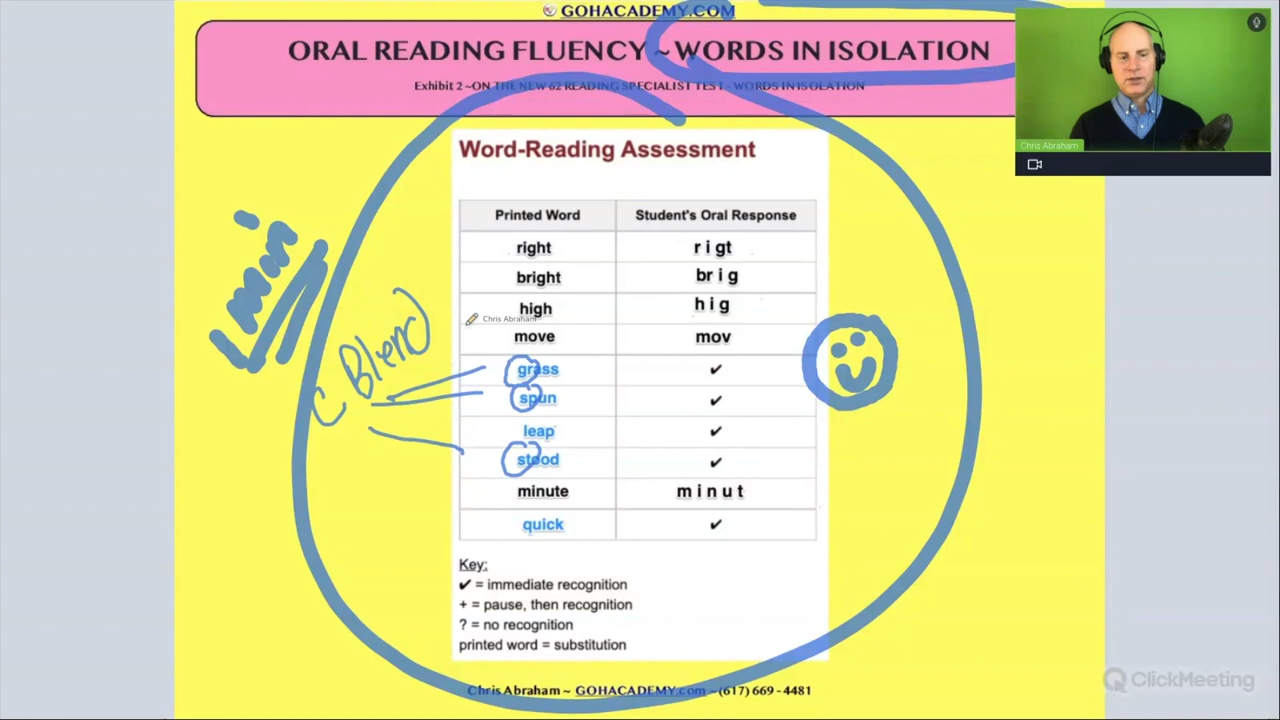 GOHACADEMY.COM
ORAL READING FLUENCY ~ WORDS IN ISOLATION
Exhibit 2 ~ON THE NEW 62 READING SPECIALIST TEST - WORDS IN ISOLATION
Chris Abraham
Word-Reading Assessment
Printed Word Student's Oral Response
right r i gt
bright br i g
high h i g
Chris Abraham
move mov
grass ✔
spun ✔
leap ✔
stood ✔
minute m i n u t
quick ✔
C Blend
Key:
✔ = immediate recognition
+ = pause, then recognition
? = no recognition
printed word = substitution
Chris Abraham ~ GOHACADEMY.com ~ (617) 669 - 4481
ClickMeeting